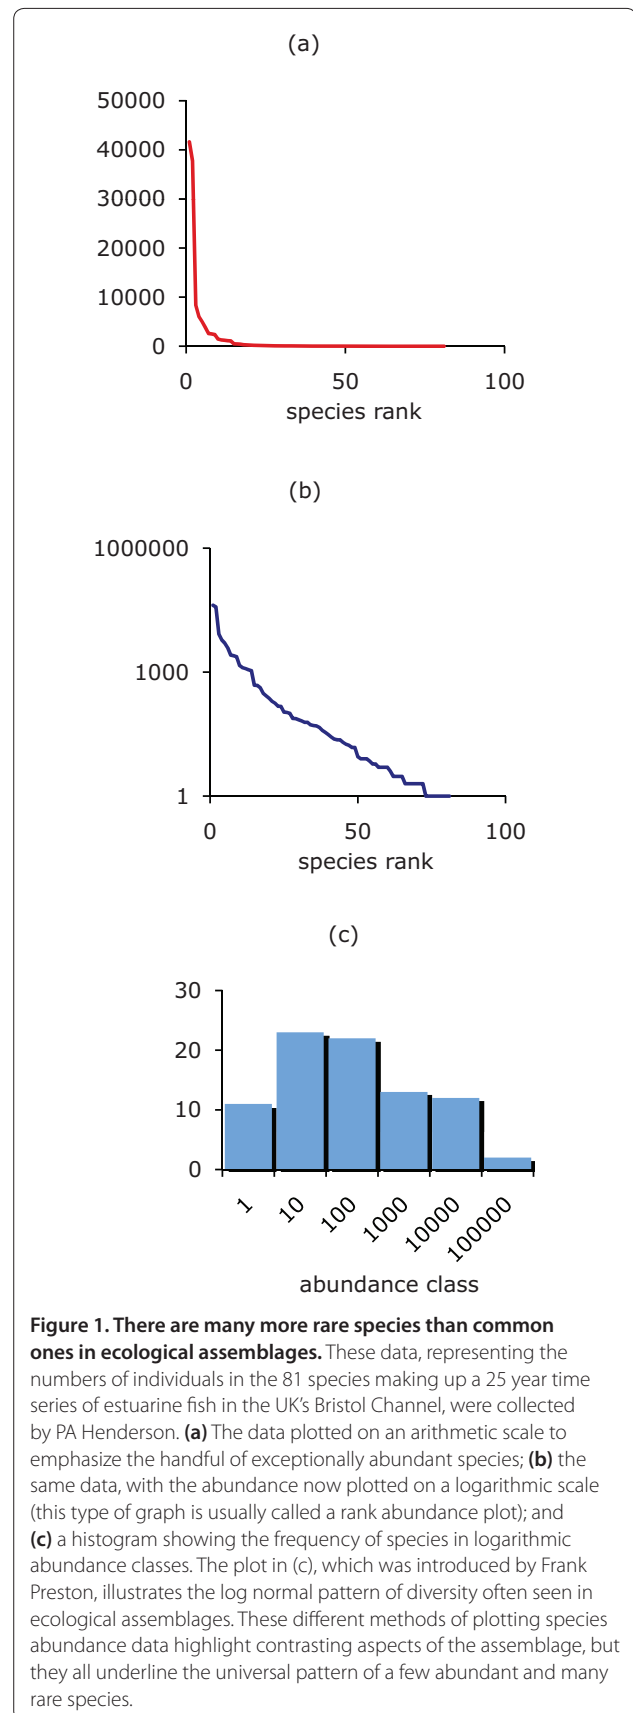 (a)
50000
40000
30000
20000
10000
0
0 50 100
species rank
(b)
1000000
1000
1
0 50 100
species rank
(c)
30
20
10
0
1 10 100 1000 10000 100000
abundance class
Figure 1. There are many more rare species than common
ones in ecological assemblages. These data, representing the
numbers of individuals in the 81 species making up a 25 year time
series of estuarine fish in the UK's Bristol Channel, were collected
by PA Henderson. (a) The data plotted on an arithmetic scale to
emphasize the handful of exceptionally abundant species; (b) the
same data, with the abundance now plotted on a logarithmic scale
(this type of graph is usually called a rank abundance plot); and
(c) a histogram showing the frequency of species in logarithmic
abundance classes. The plot in (c), which was introduced by Frank
Preston, illustrates the log normal pattern of diversity often seen in
ecological assemblages. These different methods of plotting species
abundance data highlight contrasting aspects of the assemblage, but
they all underline the universal pattern of a few abundant and many
rare species.